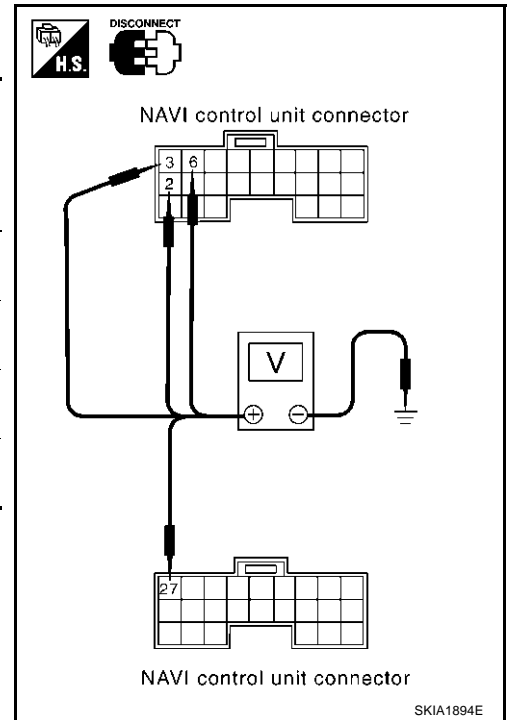 DISCONNECT
H.S.
NAVI control unit connector
3 6
2
V
+ −
27
NAVI control unit connector
SKIA1894E